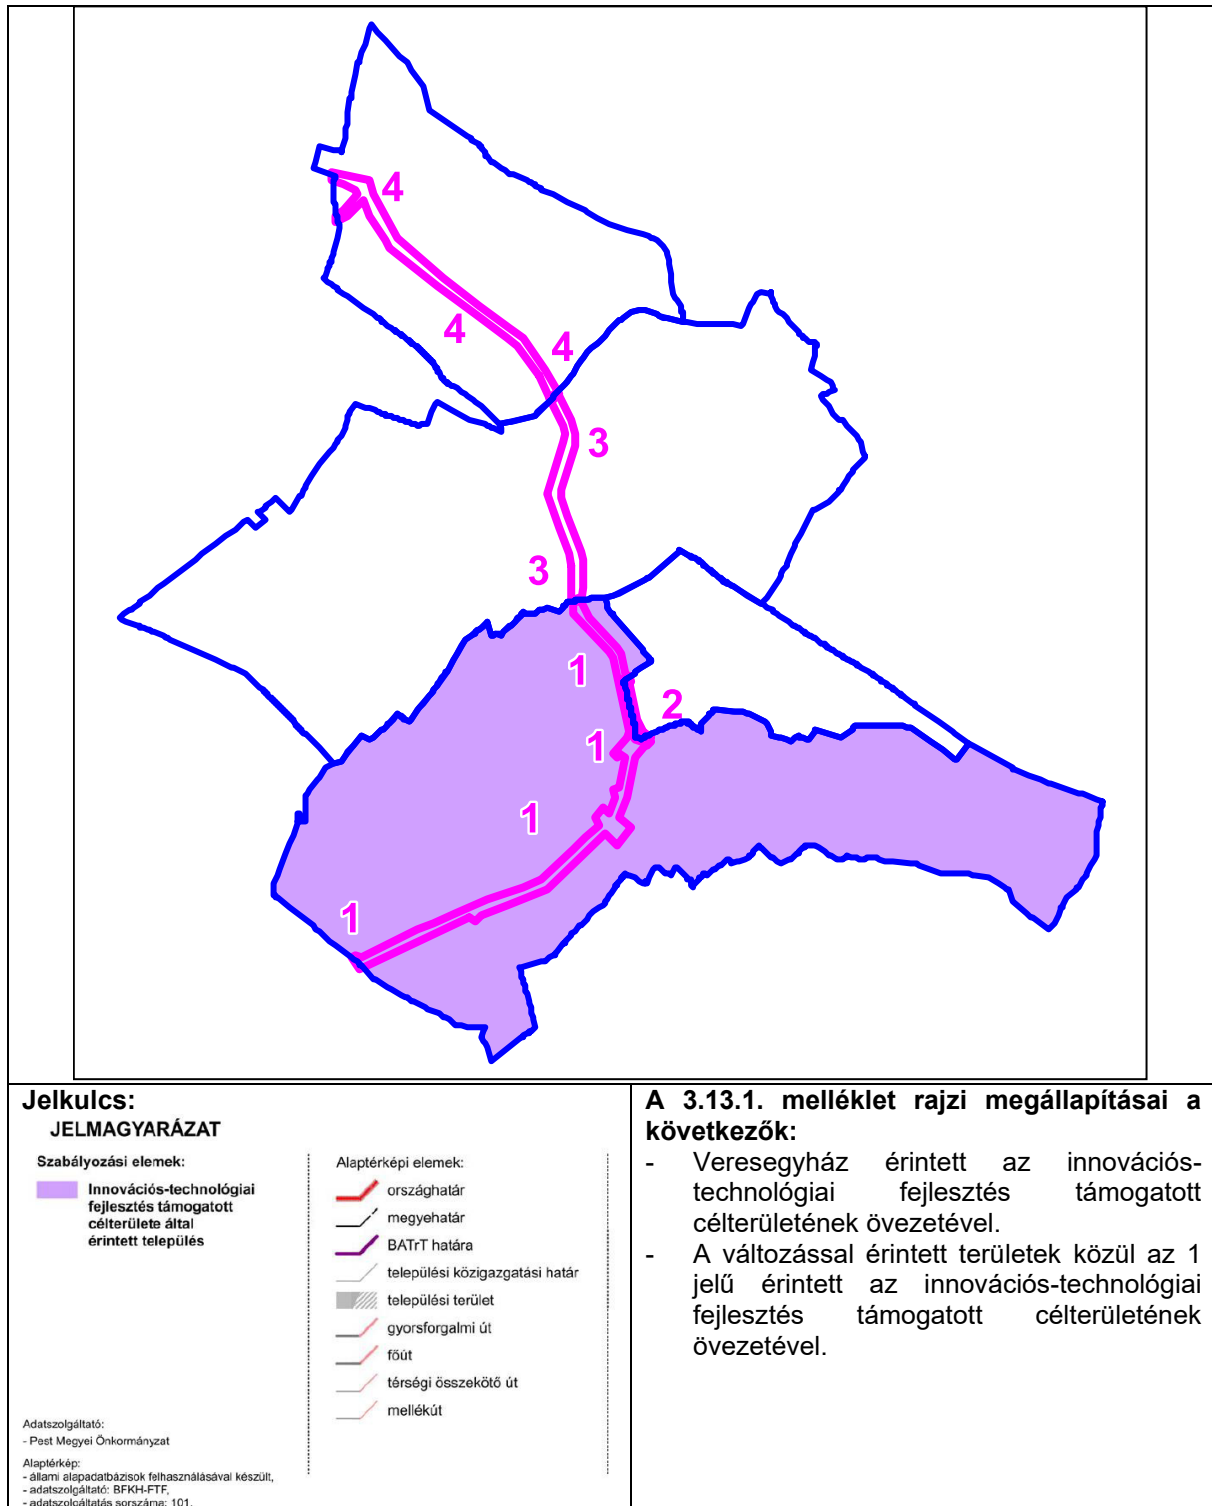 4
4
4
3
3
1
2
1
1
1
Jelkulcs:
JELMAGYARÁZAT
Szabályozási elemek:
Innovációs-technológiai
fejlesztés támogatott
célterülete által
érintett település
Adatszolgáltató:
- Pest Megyei Önkormányzat
Alaptérkép:
- állami alapadatbázisok felhasználásával készült,
- adatszolgáltató: BFKH-FTF,
- adatszolgáltatás sorszáma: 101.
Alaptérképi elemek:
országhatár
megyehatár
BATrT határa
települési közigazgatási határ
települési terület
gyorsforgalmi út
főút
térségi összekötő út
mellékút
A 3.13.1. melléklet rajzi megállapításai a
következők:
- Veresegyház érintett az innovációs-
technológiai fejlesztés támogatott
célterületének övezetével.
- A változással érintett területek közül az 1
jelű érintett az innovációs-technológiai
fejlesztés támogatott célterületének
övezetével.